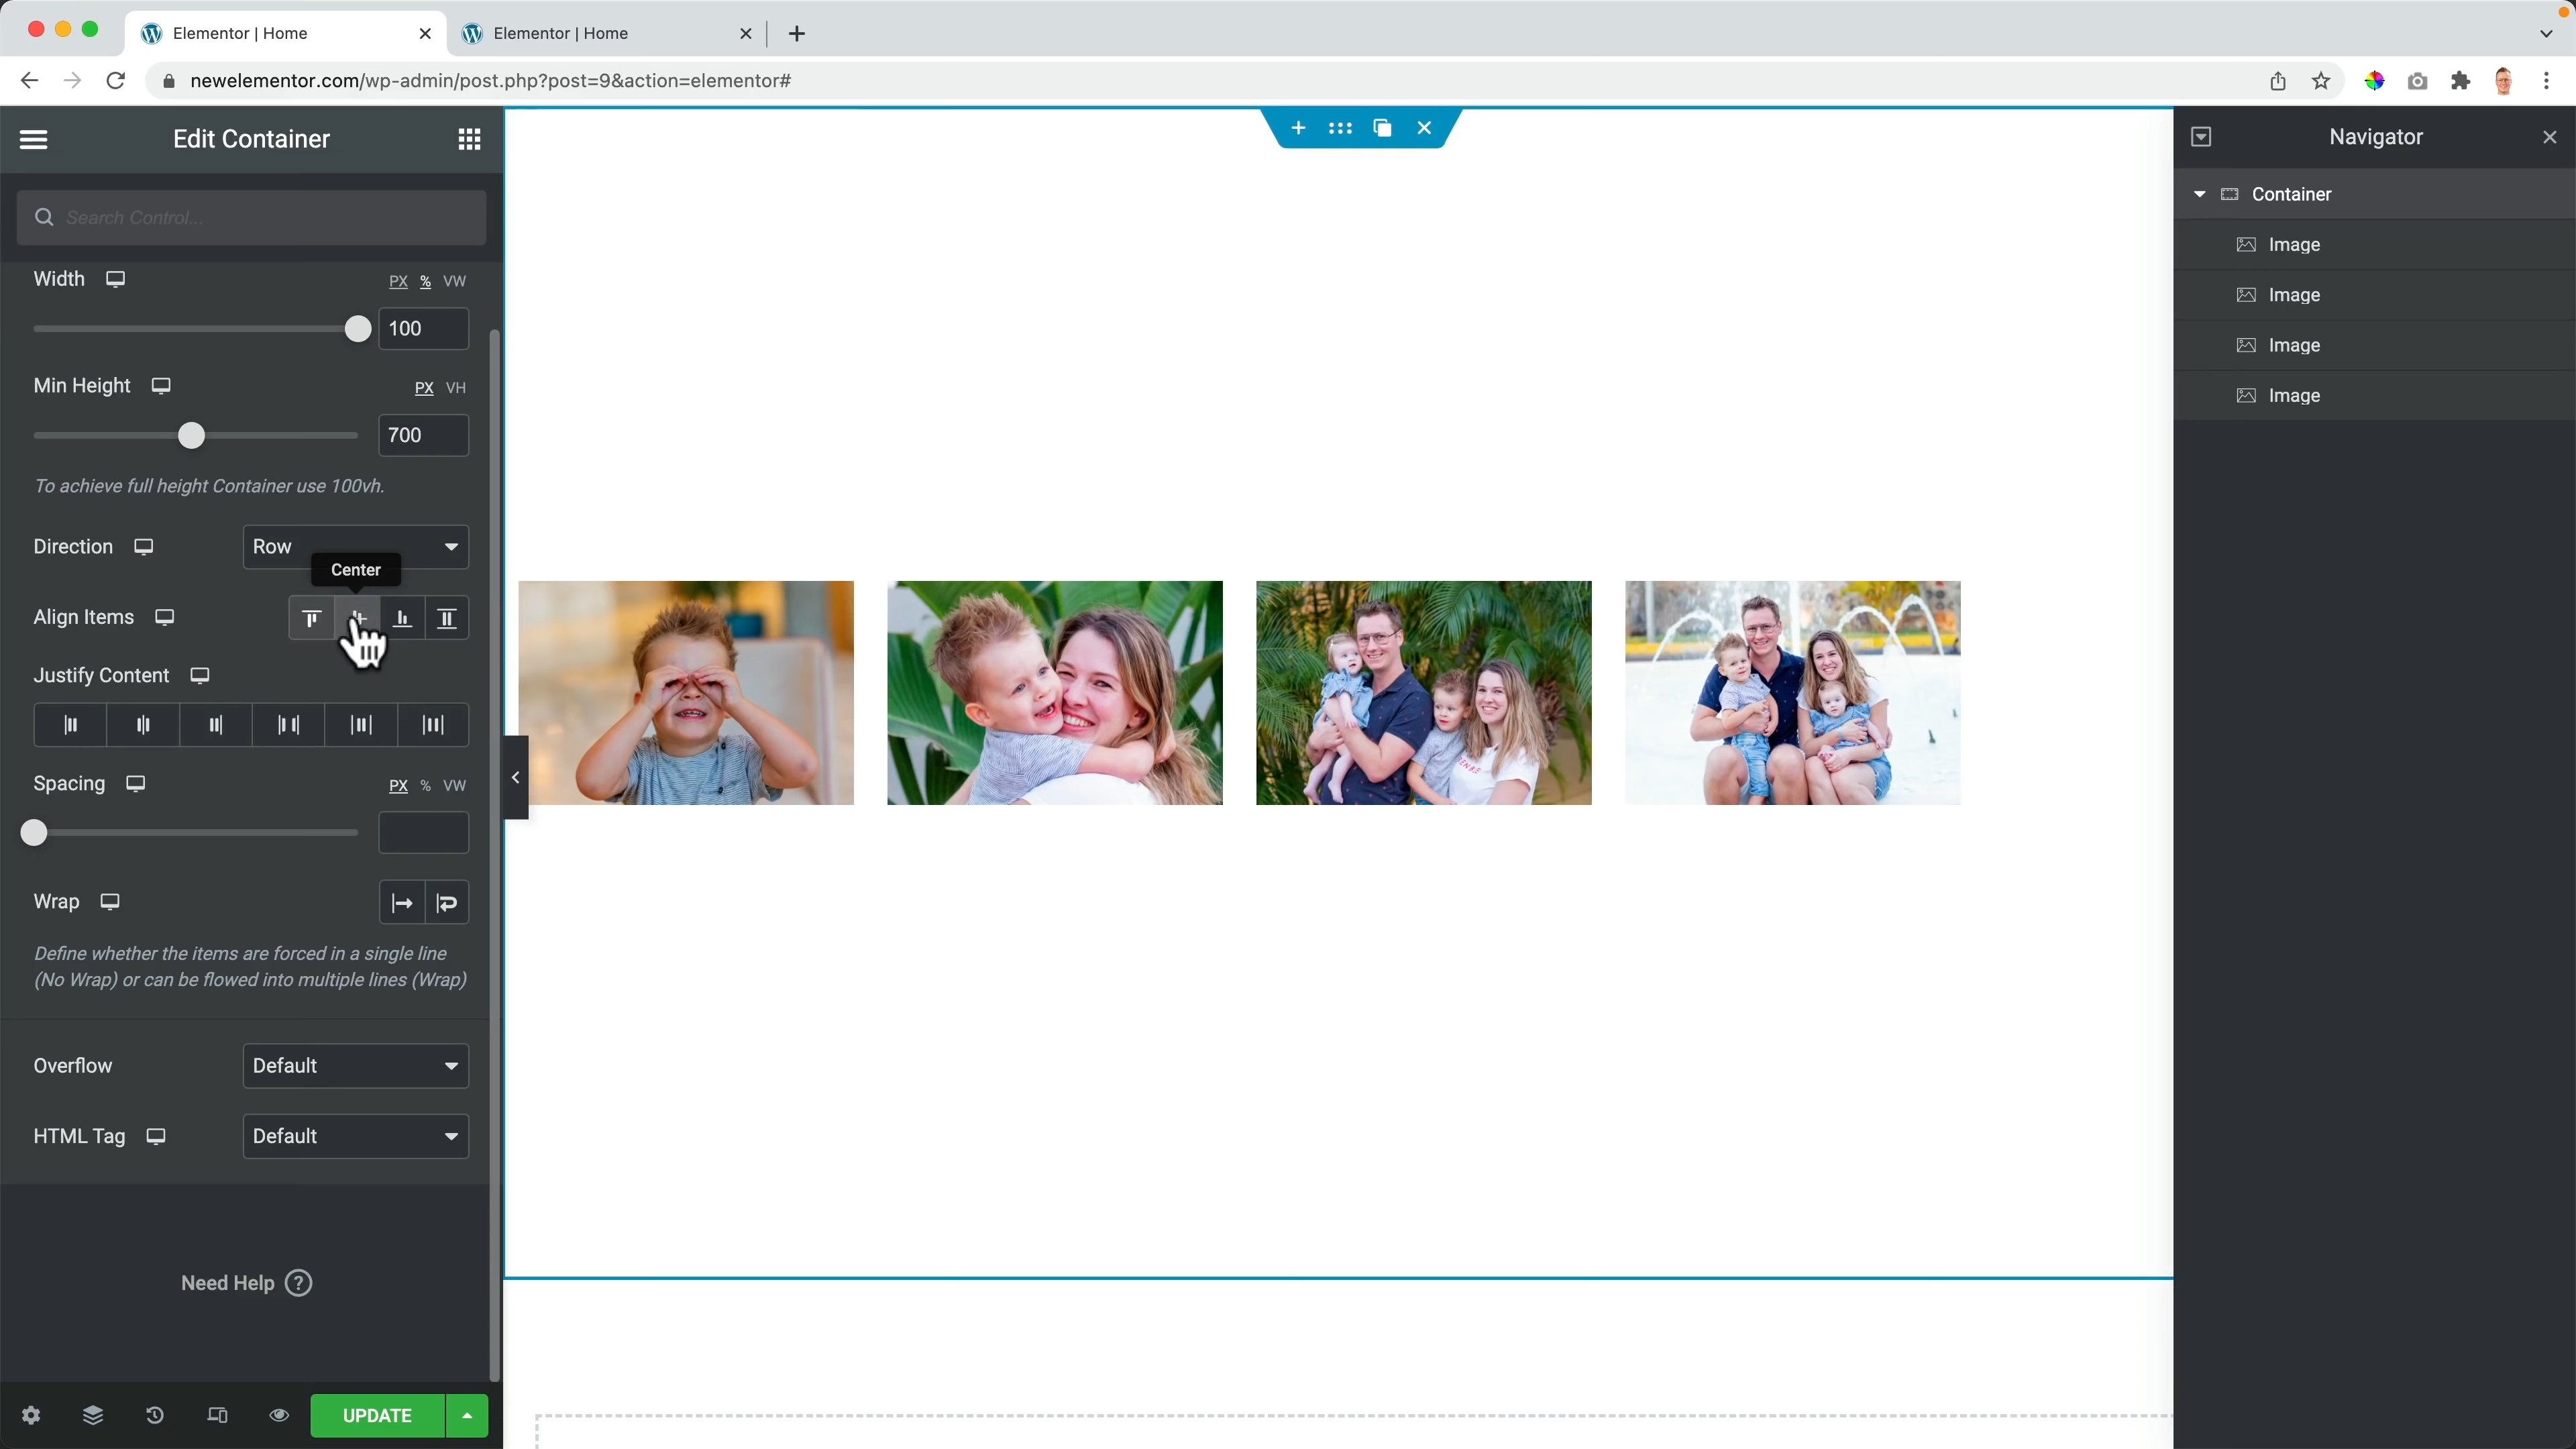 Elementor | Home
Elementor | Home
newelementor.com/wp-admin/post.php?post=9&action=elementor#
Edit Container
Navigator
Search Control...
Container
Image
Image
Image
Image
Width PX % VW
100
Min Height PX VH
700
To achieve full height Container use 100vh.
Direction Row
Center
Align Items
Justify Content
Spacing PX % VW
Wrap
Define whether the items are forced in a single line
(No Wrap) or can be flowed into multiple lines (Wrap)
Overflow Default
HTML Tag Default
Need Help ?
UPDATE